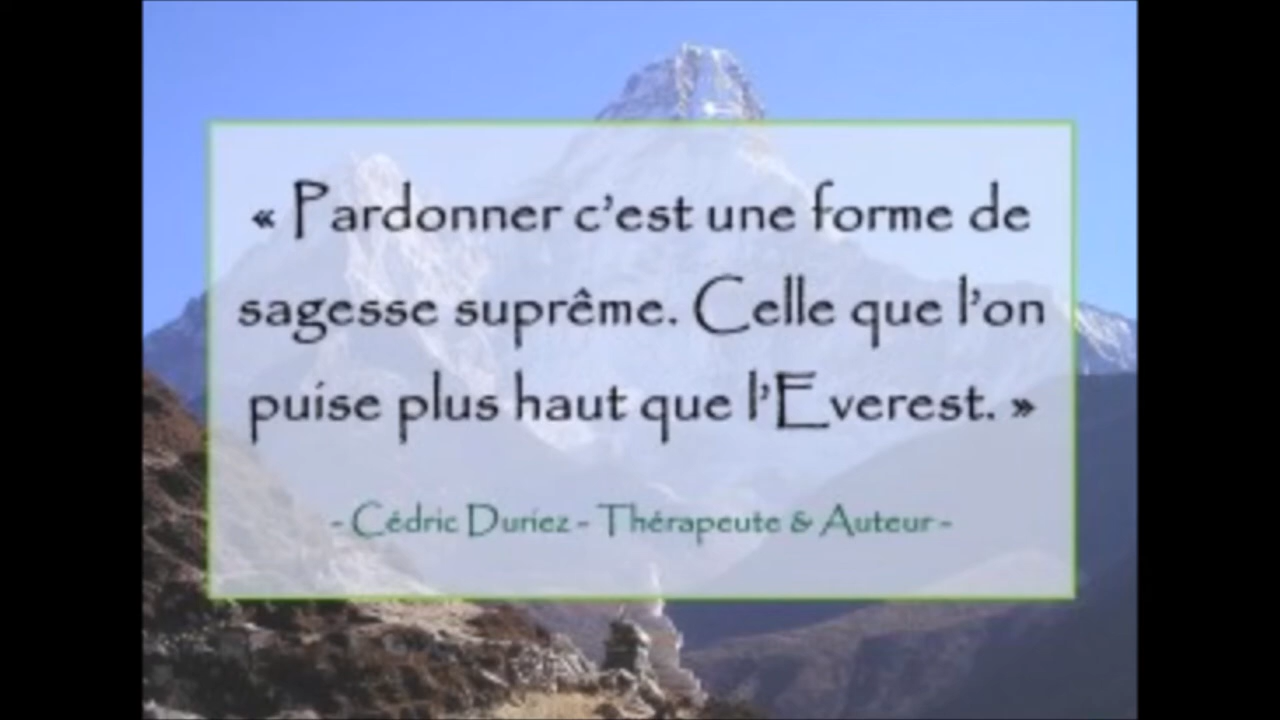 « Pardonner c’est une forme de
sagesse suprême. Celle que l’on
puise plus haut que l’Everest. »
- Cédric Duriez - Thérapeute & Auteur -